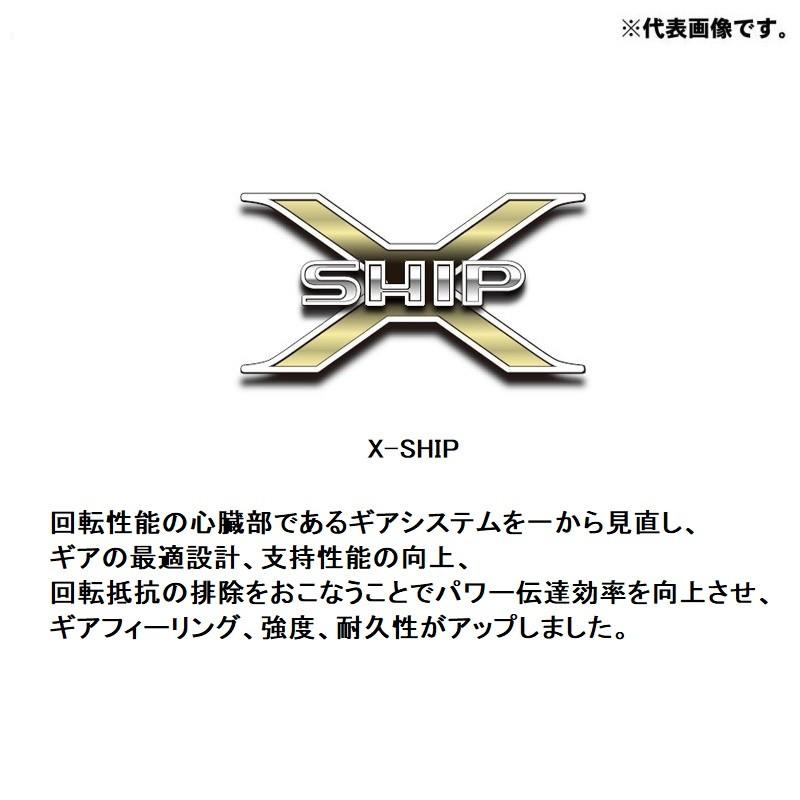 ※代表画像です。
SHIP
X-SHIP
回転性能の心臓部であるギアシステムを一から見直し、
ギアの最適設計、支持性能の向上、
回転抵抗の排除をおこなうことでパワー伝達効率を向上させ、
ギアフィーリング、強度、耐久性がアップしました。